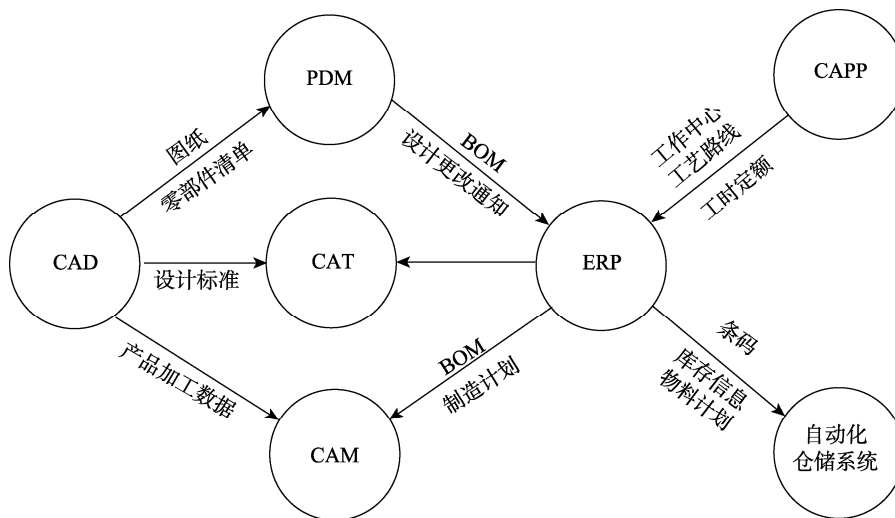 PDM
CAPP
图纸
零部件清单
BOM
设计更改通知
工作中心
工艺路线
工时定额
CAD
设计标准
CAT
ERP
产品加工数据
BOM
制造计划
条码
库存信息
物料计划
CAM
自动化
仓储系统